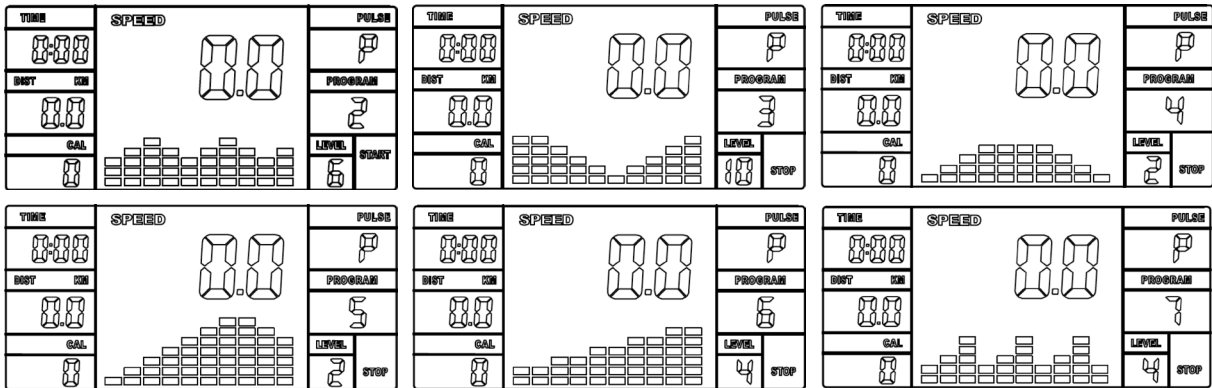 TIME SPEED PULSE
0:00 0.0 P
DIST KM PROGRAM
0.0 2
CAL LEVEL START
0 6
TIME SPEED PULSE
0:00 0.0 P
DIST KM PROGRAM
0.0 3
CAL LEVEL STOP
0 10
TIME SPEED PULSE
0:00 0.0 P
DIST KM PROGRAM
0.0 4
CAL LEVEL STOP
0 2
TIME SPEED PULSE
0:00 0.0 P
DIST KM PROGRAM
0.0 5
CAL LEVEL STOP
0 2
TIME SPEED PULSE
0:00 0.0 P
DIST KM PROGRAM
0.0 6
CAL LEVEL STOP
0 4
TIME SPEED PULSE
0:00 0.0 P
DIST KM PROGRAM
0.0 7
CAL LEVEL STOP
0 4